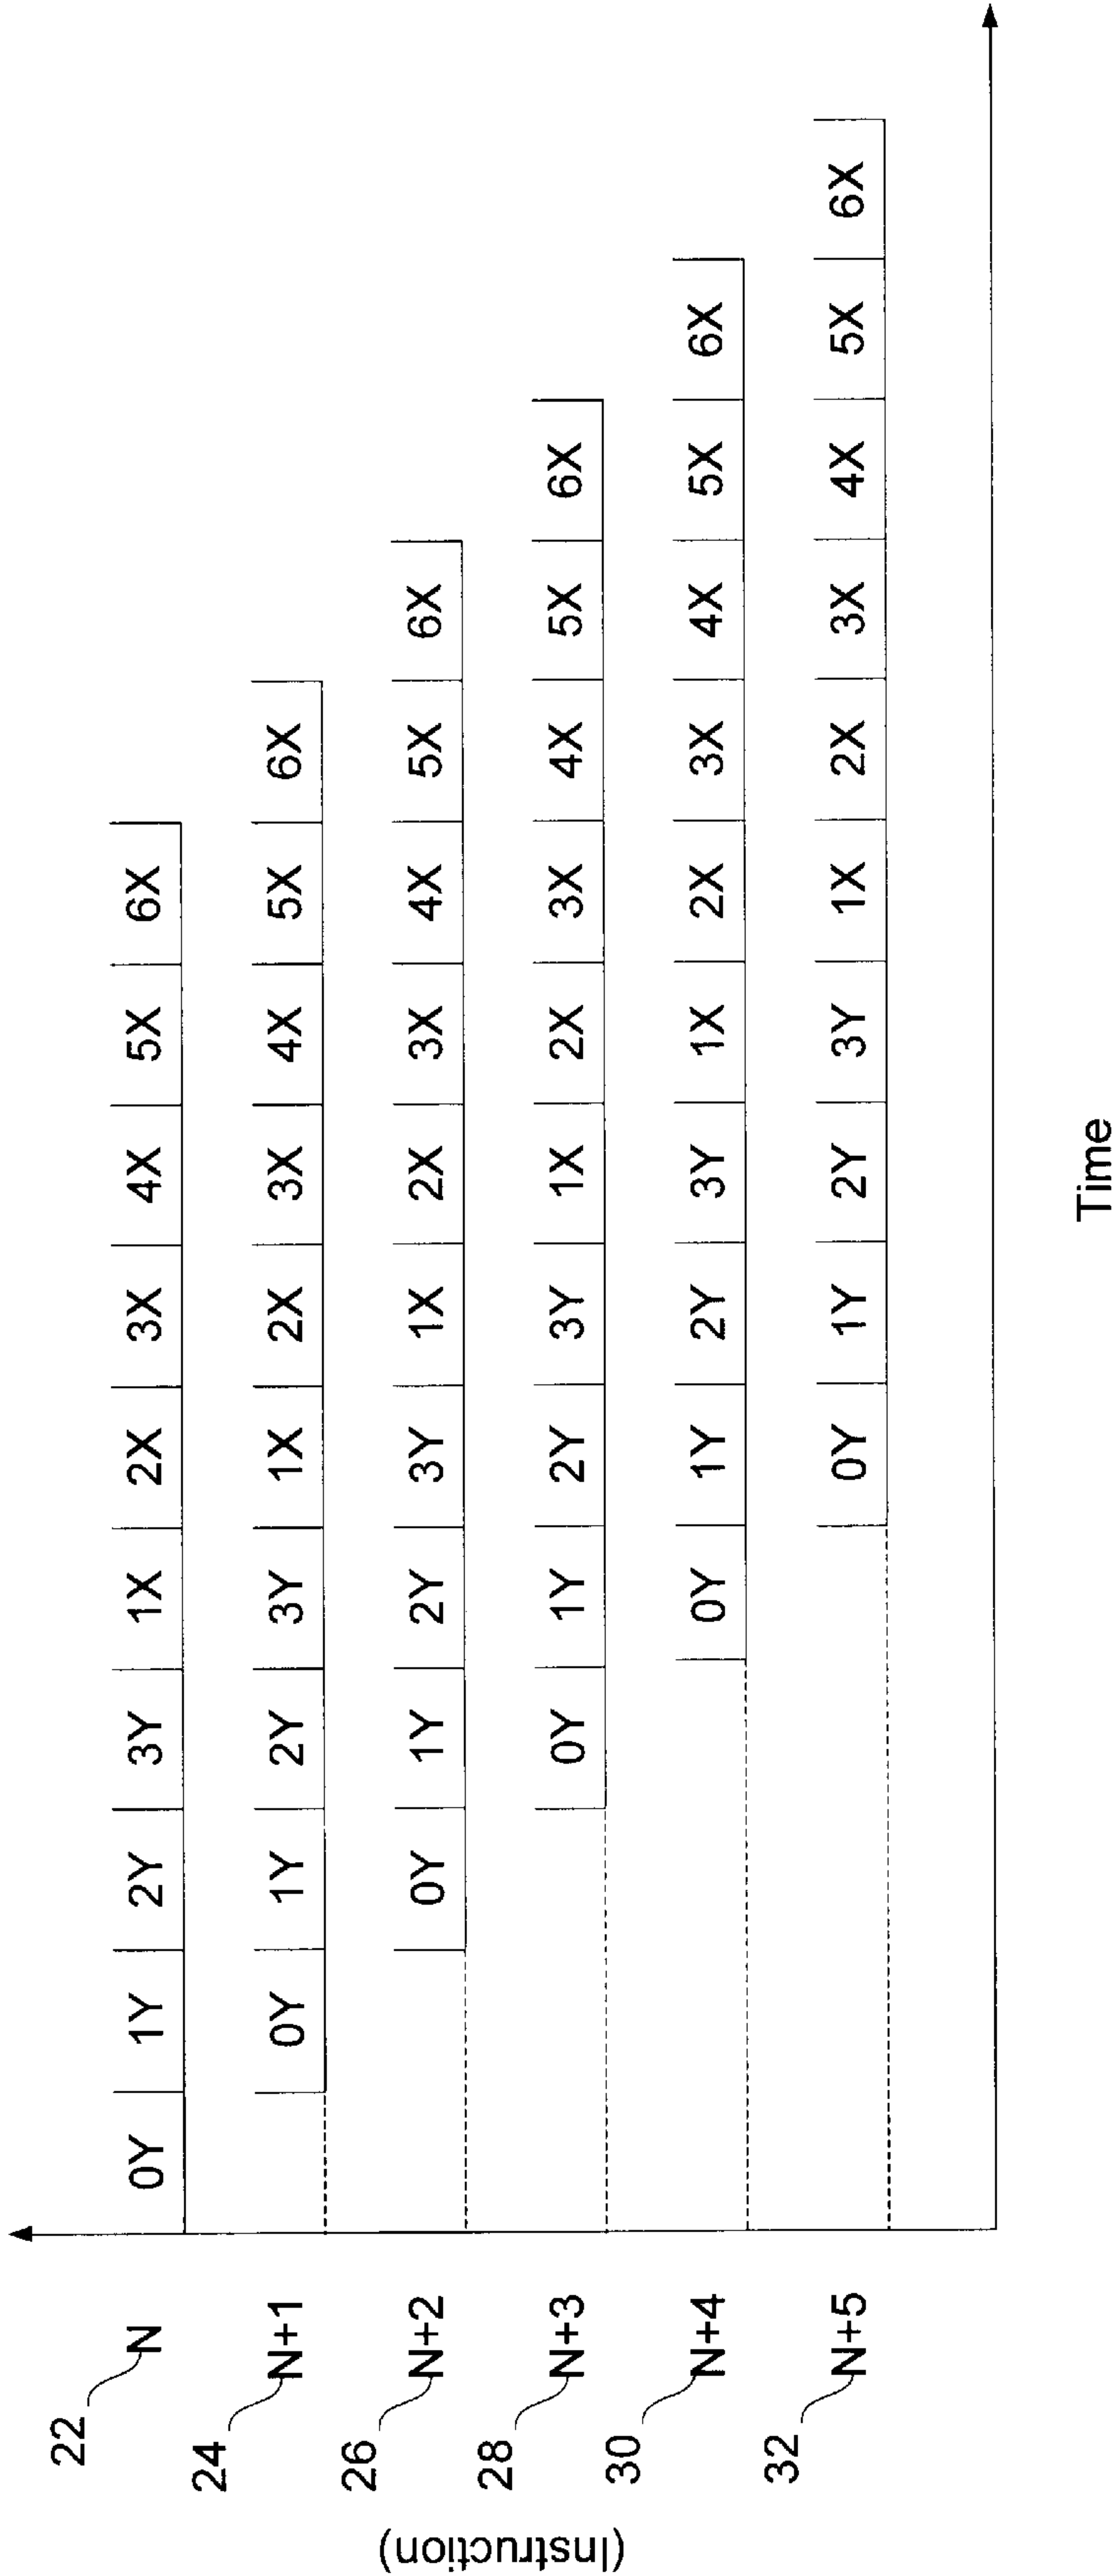 22 N 0Y 1Y 2Y 3Y 1X 2X 3X 4X 5X 6X
24 N+1 0Y 1Y 2Y 3Y 1X 2X 3X 4X 5X 6X
26 N+2 0Y 1Y 2Y 3Y 1X 2X 3X 4X 5X 6X
28 N+3 0Y 1Y 2Y 3Y 1X 2X 3X 4X 5X 6X
30 N+4 0Y 1Y 2Y 3Y 1X 2X 3X 4X 5X 6X
32 N+5 0Y 1Y 2Y 3Y 1X 2X 3X 4X 5X 6X
(Instruction)
Time